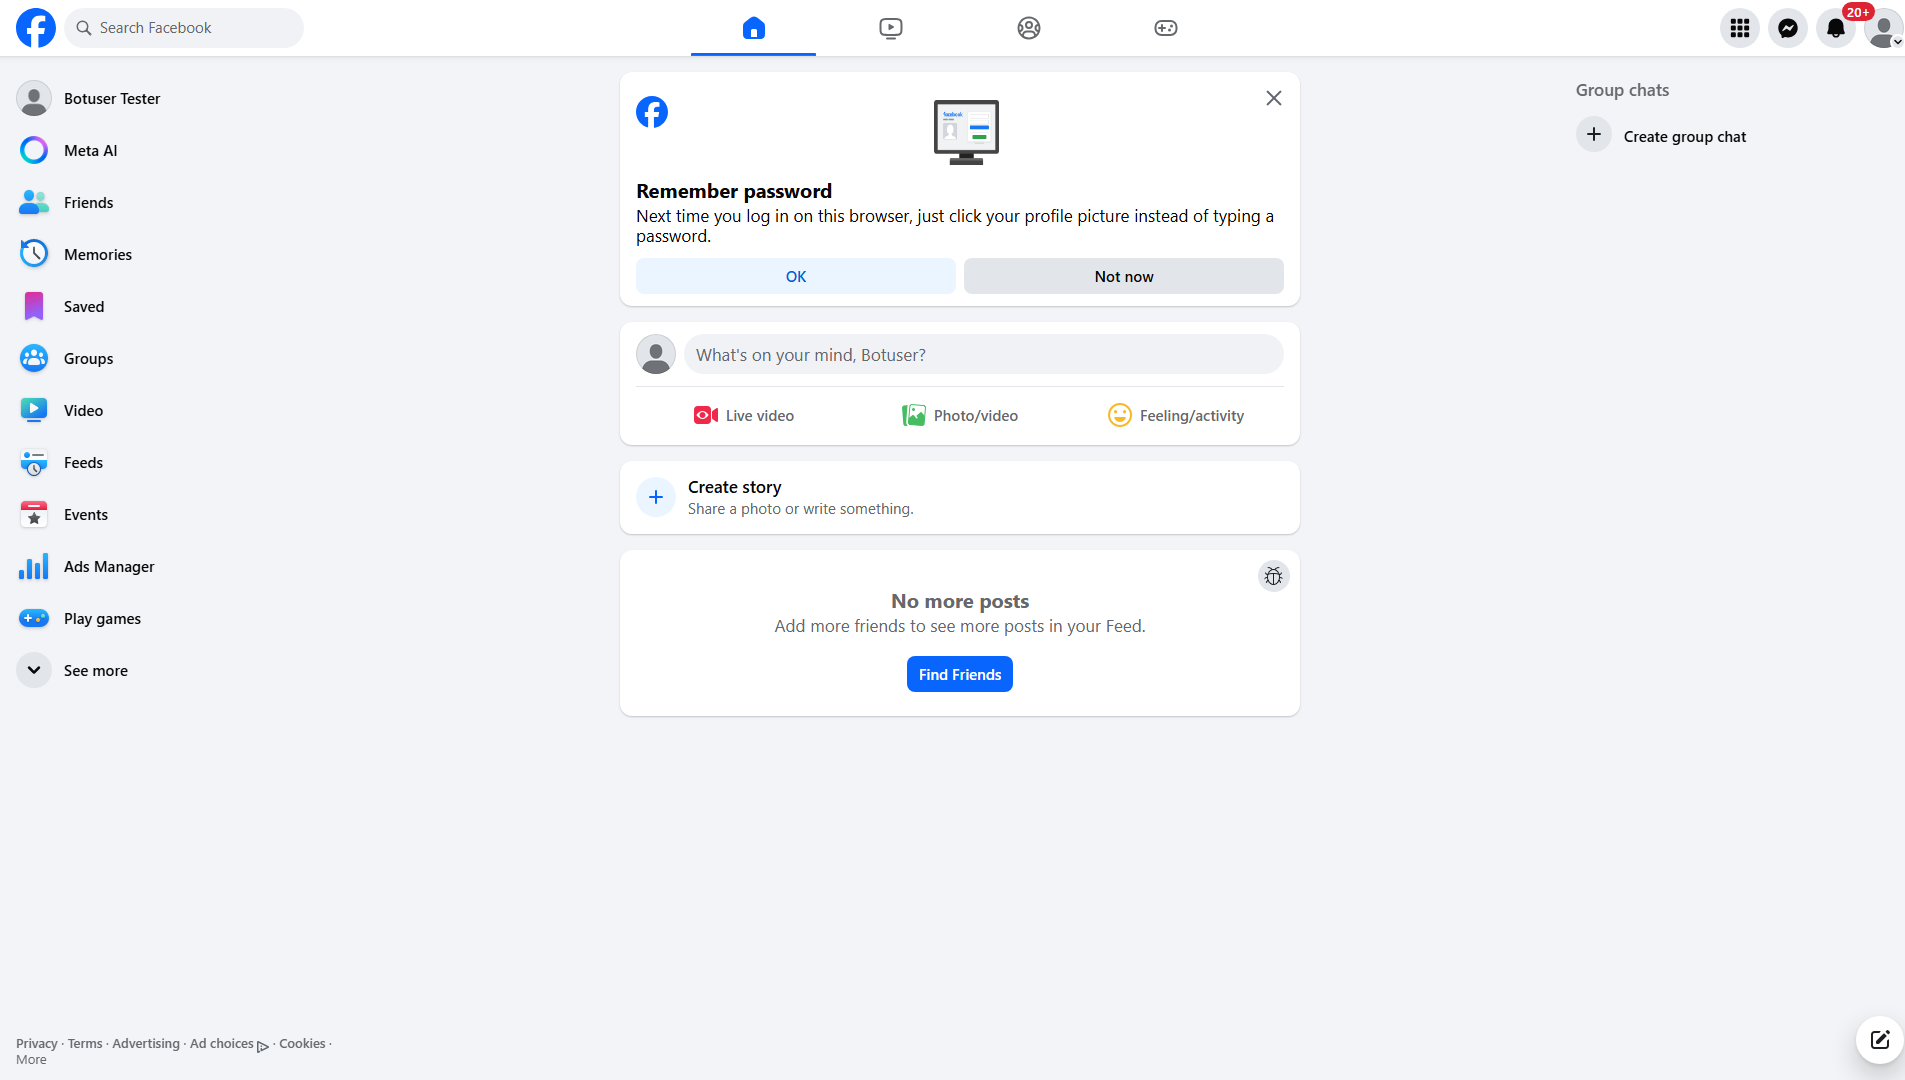 Search Facebook
20+
Botuser Tester
Meta AI
Friends
Memories
Saved
Groups
Video
Feeds
Events
Ads Manager
Play games
See more
Privacy · Terms · Advertising · Ad choices · Cookies ·
More
facebook
Remember password
Next time you log in on this browser, just click your profile picture instead of typing a
password.
OK
Not now
What's on your mind, Botuser?
Live video
Photo/video
Feeling/activity
Create story
Share a photo or write something.
No more posts
Add more friends to see more posts in your Feed.
Find Friends
Group chats
Create group chat